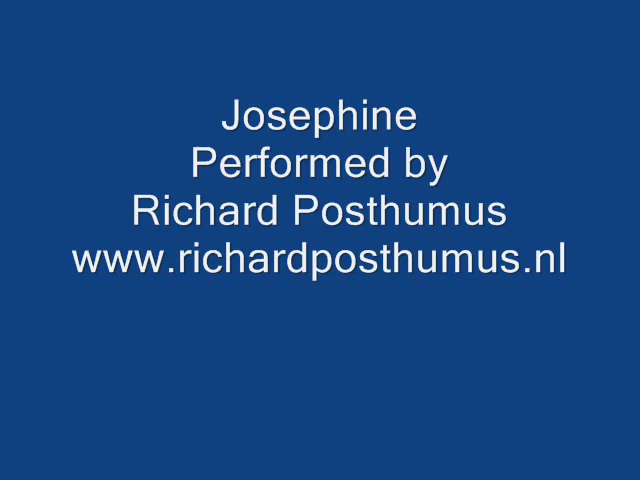 Josephine
Performed by
Richard Posthumus
www.richardposthumus.nl